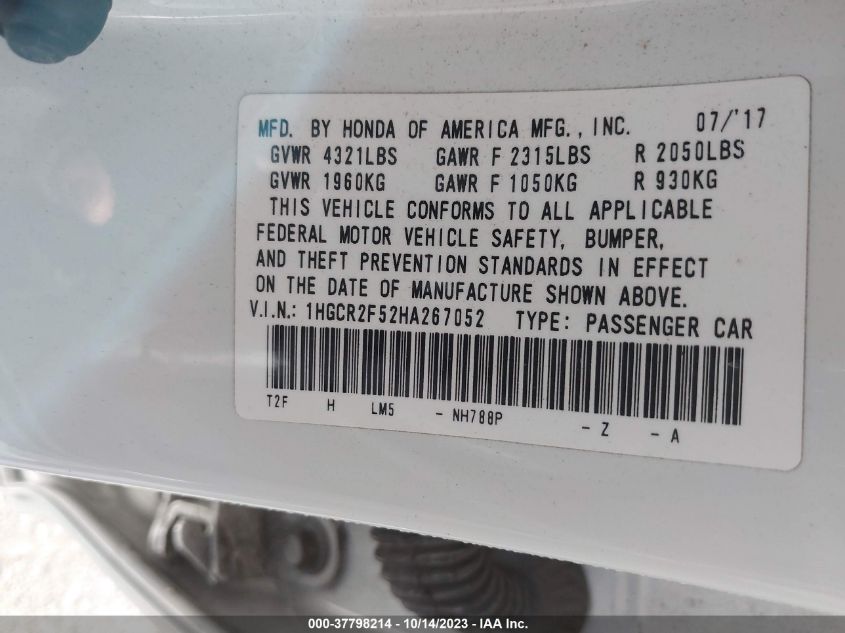 MFD. BY HONDA OF AMERICA MFG., INC. 07/'17
GVWR 4321LBS GAWR F 2315LBS R 2050LBS
GVWR 1960KG GAWR F 1050KG R 930KG
THIS VEHICLE CONFORMS TO ALL APPLICABLE
FEDERAL MOTOR VEHICLE SAFETY, BUMPER,
AND THEFT PREVENTION STANDARDS IN EFFECT
ON THE DATE OF MANUFACTURE SHOWN ABOVE.
V.I.N.: 1HGCR2F52HA267052 TYPE: PASSENGER CAR
T2F H LM5 - NH788P - Z - A
000-37798214 - 10/14/2023 - IAA Inc.